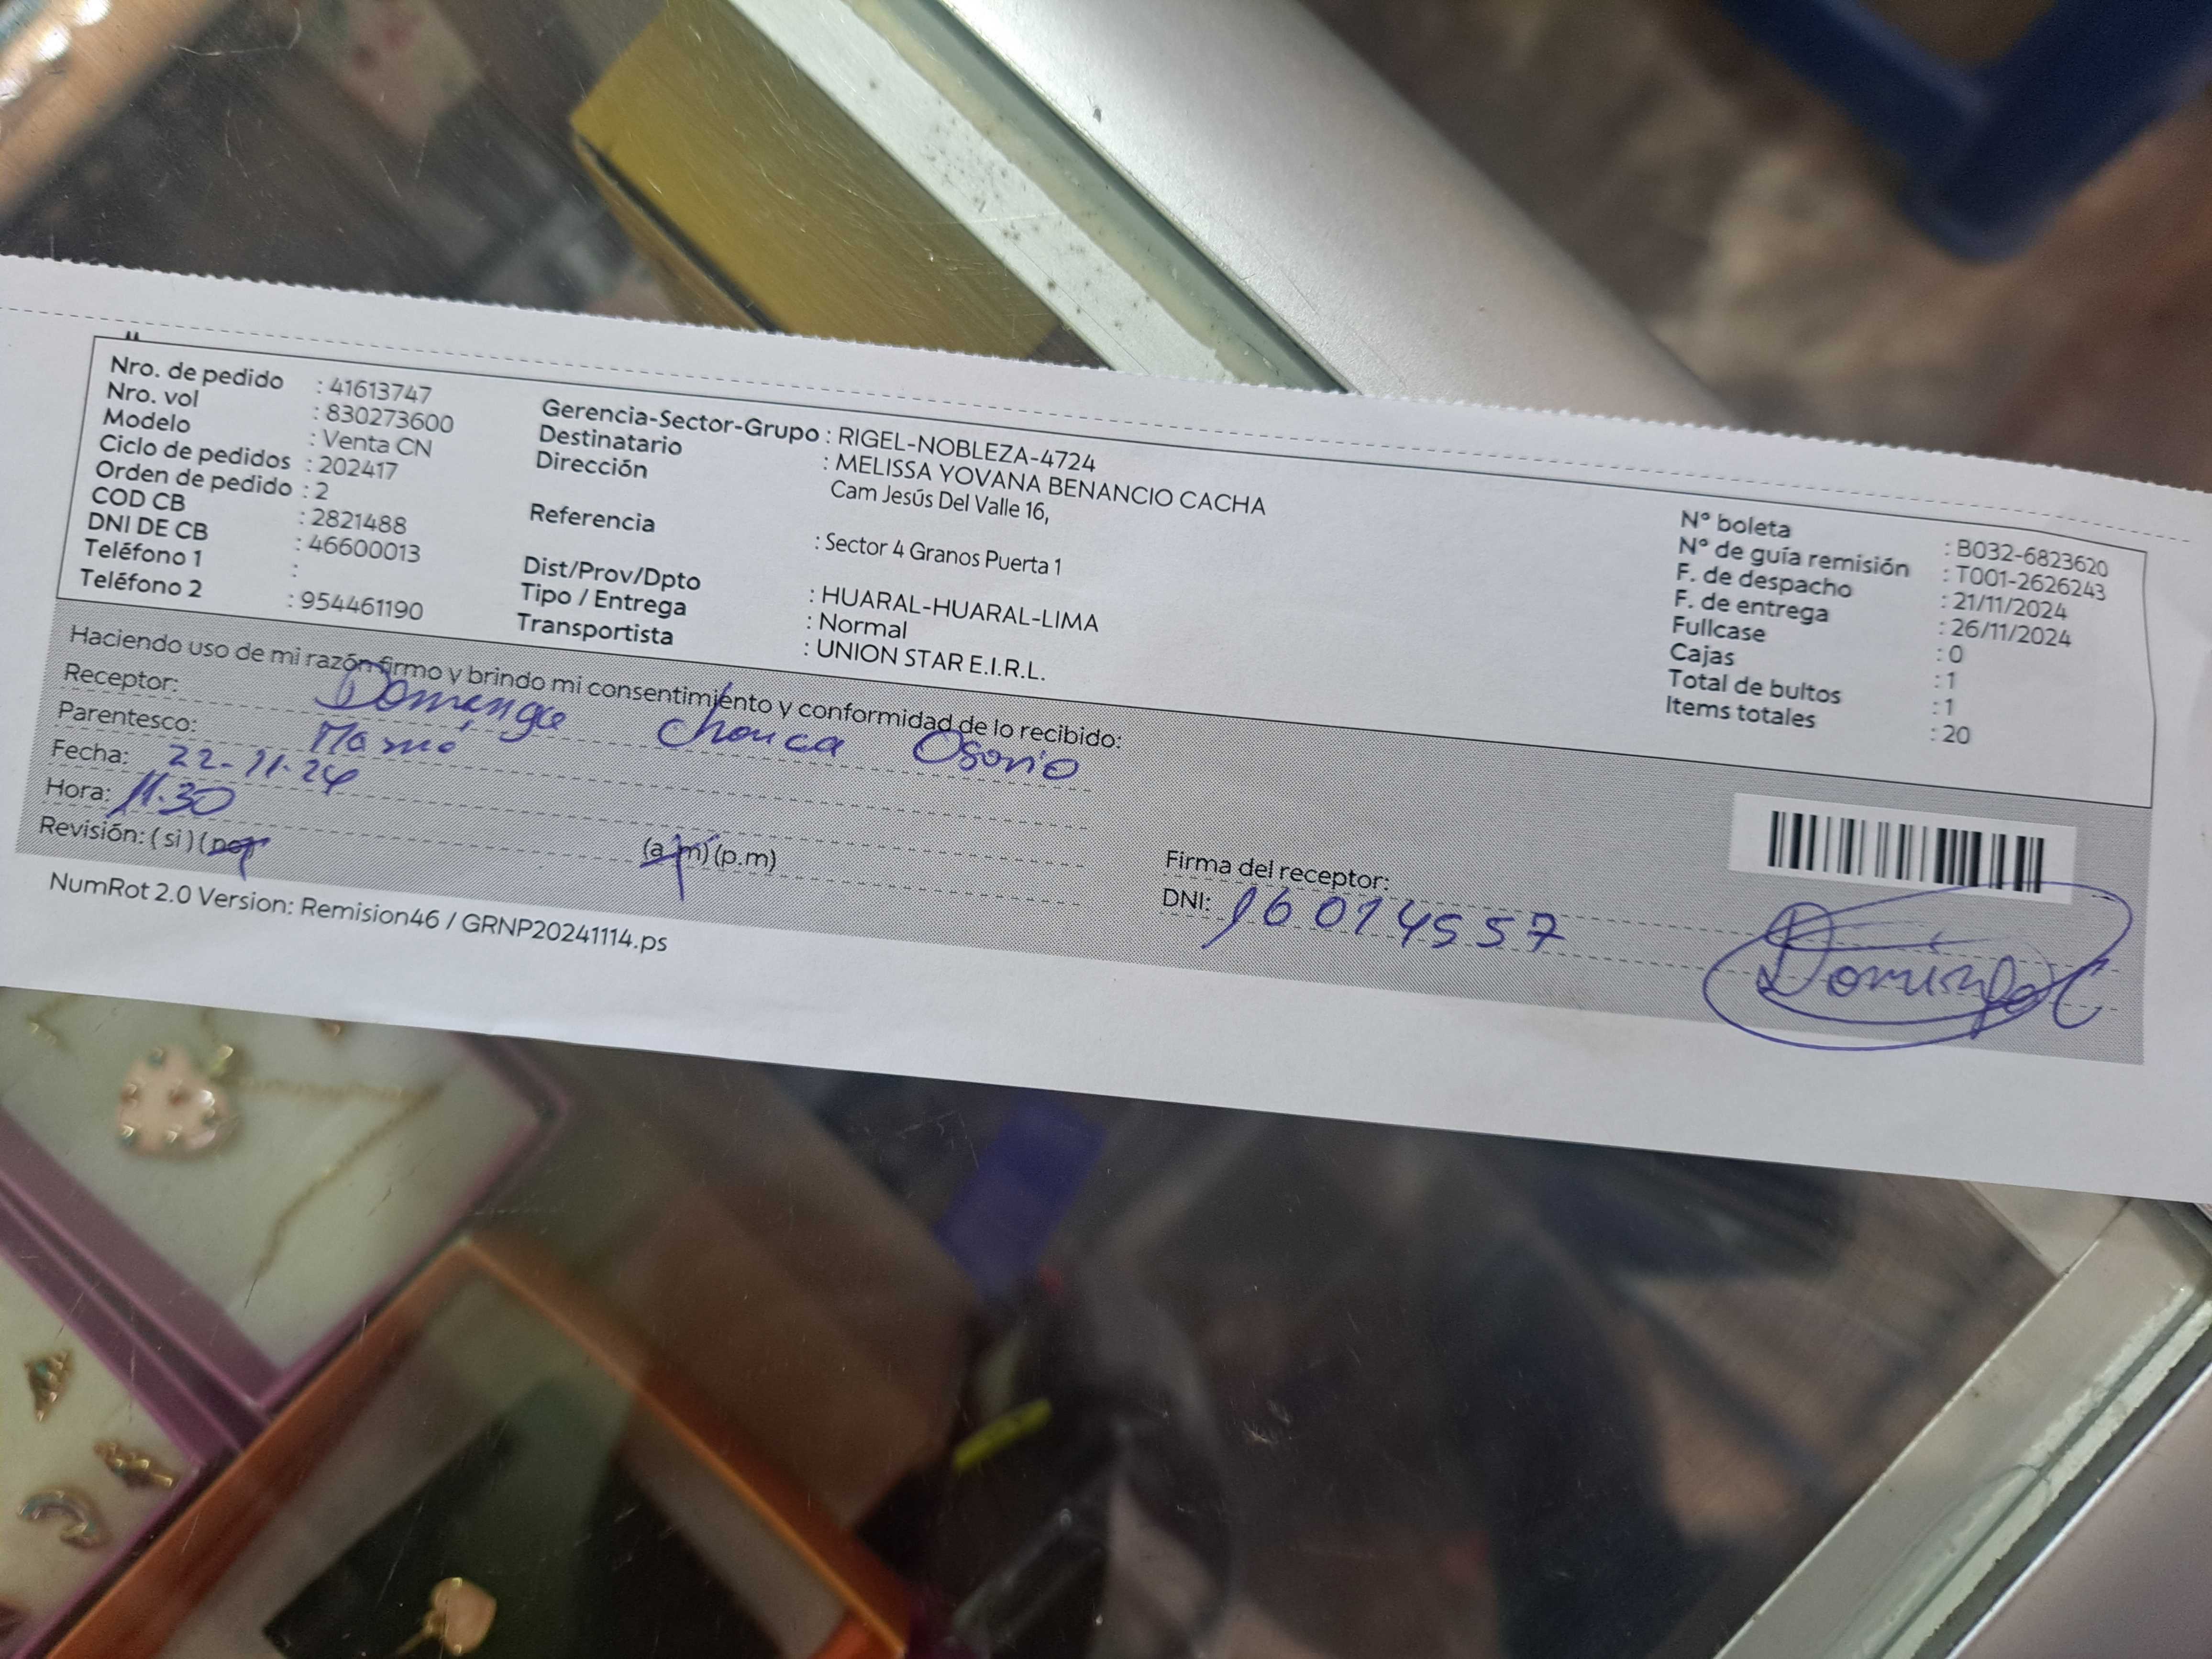 Nro. de pedido : 41613747
Nro. vol : 830273600
Modelo : Venta CN
Ciclo de pedidos : 202417
Orden de pedido : 2
COD CB : 2821488
DNI DE CB : 46600013
Teléfono 1 :
Teléfono 2 : 954461190
Gerencia-Sector-Grupo : RIGEL-NOBLEZA-4724
Destinatario : MELISSA YOVANA BENANCIO CACHA
Dirección Cam Jesús Del Valle 16,
Referencia : Sector 4 Granos Puerta 1
Dist/Prov/Dpto : HUARAL-HUARAL-LIMA
Tipo / Entrega : Normal
Transportista : UNION STAR E.I.R.L.
N° boleta : B032-6823620
N° de guía remisión : T001-2626243
F. de despacho : 21/11/2024
F. de entrega : 26/11/2024
Fullcase : 0
Cajas : 1
Total de bultos : 1
Items totales : 20
Haciendo uso de mi razón firmo y brindo mi consentimiento y conformidad de lo recibido:
Receptor: Domenga Chouca Osorio
Parentesco: Mamá
Fecha: 22-11-24
Hora: 11.30 (a.m) (p.m)
Revisión: ( si ) ( no )
Firma del receptor:
DNI: 16014557
NumRot 2.0 Version: Remision46 / GRNP20241114.ps